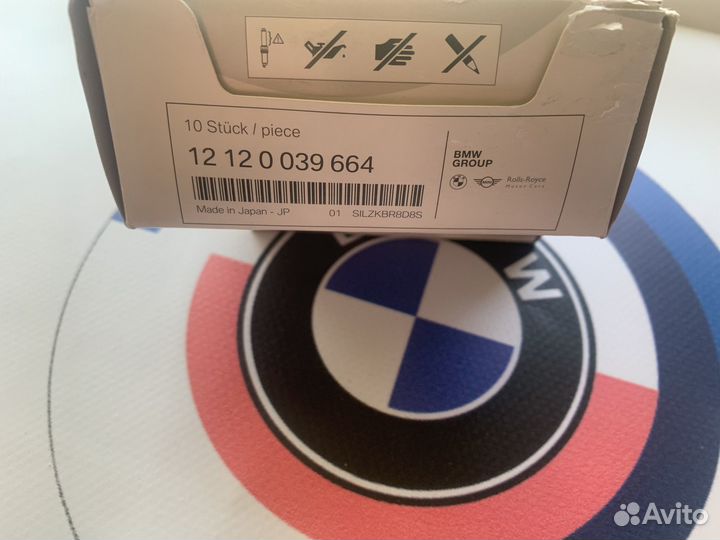 10 Stück / piece
12 12 0 039 664
BMW
GROUP
MINI
Rolls-Royce
Motor Cars
Made in Japan - JP 01 SILZKBR8D8S
W
Avito